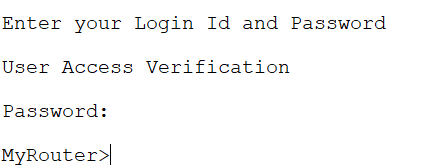 Enter your Login Id and Password
User Access Verification
Password:
MyRouter>